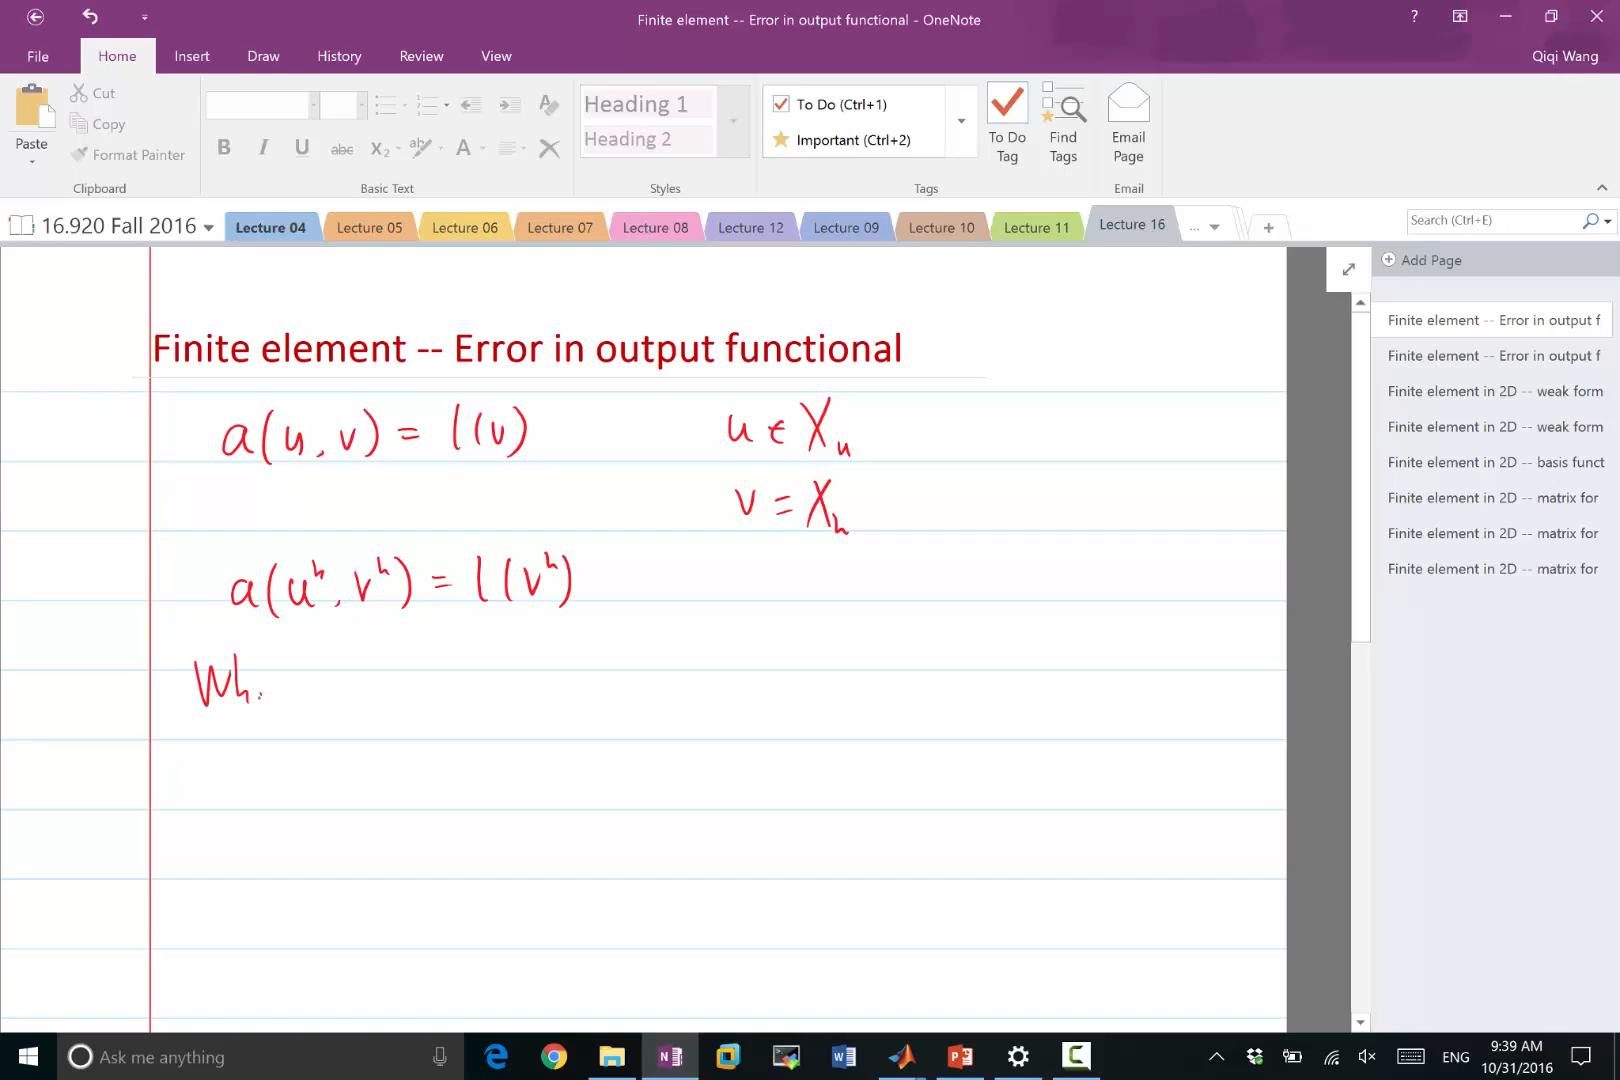 Finite element -- Error in output functional - OneNote
?
File
Home
Insert
Draw
History
Review
View
Qiqi Wang
Paste
Cut
Copy
Format Painter
Clipboard
B I U abc X₂ A
Basic Text
Heading 1
Heading 2
Styles
To Do (Ctrl+1)
Important (Ctrl+2)
To Do Tag
Find Tags
Tags
Email Page
Email
16.920 Fall 2016
Lecture 04
Lecture 05
Lecture 06
Lecture 07
Lecture 08
Lecture 12
Lecture 09
Lecture 10
Lecture 11
Lecture 16
...
Search (Ctrl+E)
Add Page
Finite element -- Error in output f
Finite element -- Error in output f
Finite element in 2D -- weak form
Finite element in 2D -- weak form
Finite element in 2D -- basis funct
Finite element in 2D -- matrix for
Finite element in 2D -- matrix for
Finite element in 2D -- matrix for
Finite element -- Error in output functional
a(u, v) = l(v) u ∈ X_u
v = X_h
a(u^h, v^h) = l(v^h)
Wh
Ask me anything
ENG
9:39 AM
10/31/2016